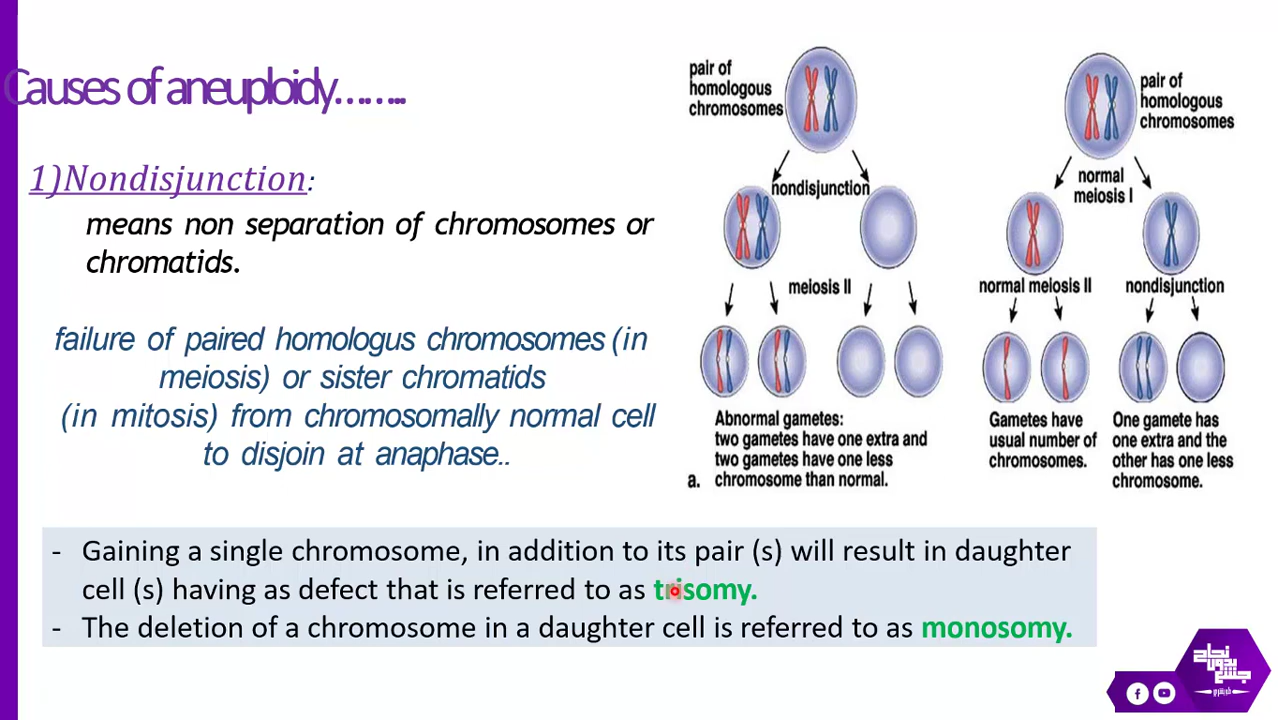 Causes of aneuploidy……..
1)Nondisjunction:
means non separation of chromosomes or
chromatids.
failure of paired homologus chromosomes (in
meiosis) or sister chromatids
(in mitosis) from chromosomally normal cell
to disjoin at anaphase..
pair of
homologous
chromosomes
nondisjunction
meiosis II
Abnormal gametes:
two gametes have one extra and
two gametes have one less
a. chromosome than normal.
pair of
homologous
chromosomes
normal
meiosis I
normal meiosis II
nondisjunction
Gametes have
usual number of
chromosomes.
One gamete has
one extra and the
other has one less
chromosome.
- Gaining a single chromosome, in addition to its pair (s) will result in daughter
cell (s) having as defect that is referred to as trisomy.
- The deletion of a chromosome in a daughter cell is referred to as monosomy.